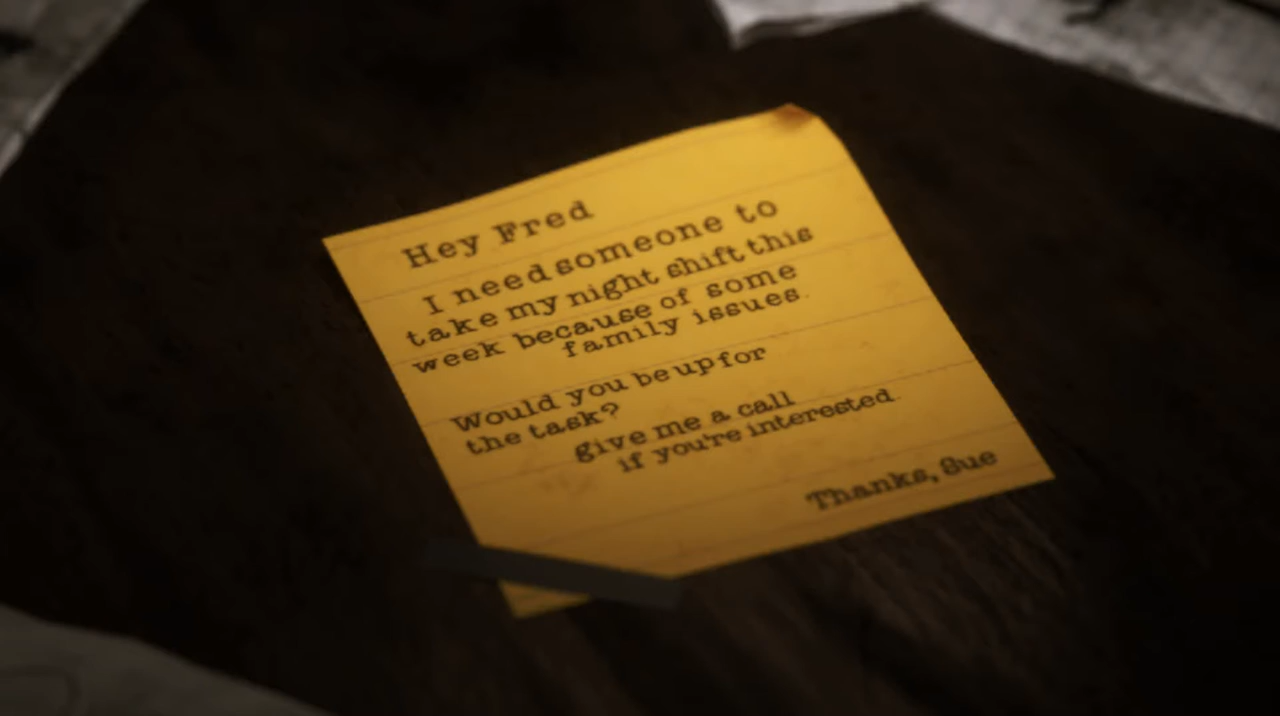 Hey Fred
I need someone to
take my night shift this
week because of some
family issues.
Would you be up for
the task?
give me a call
if you're interested.
Thanks, Sue